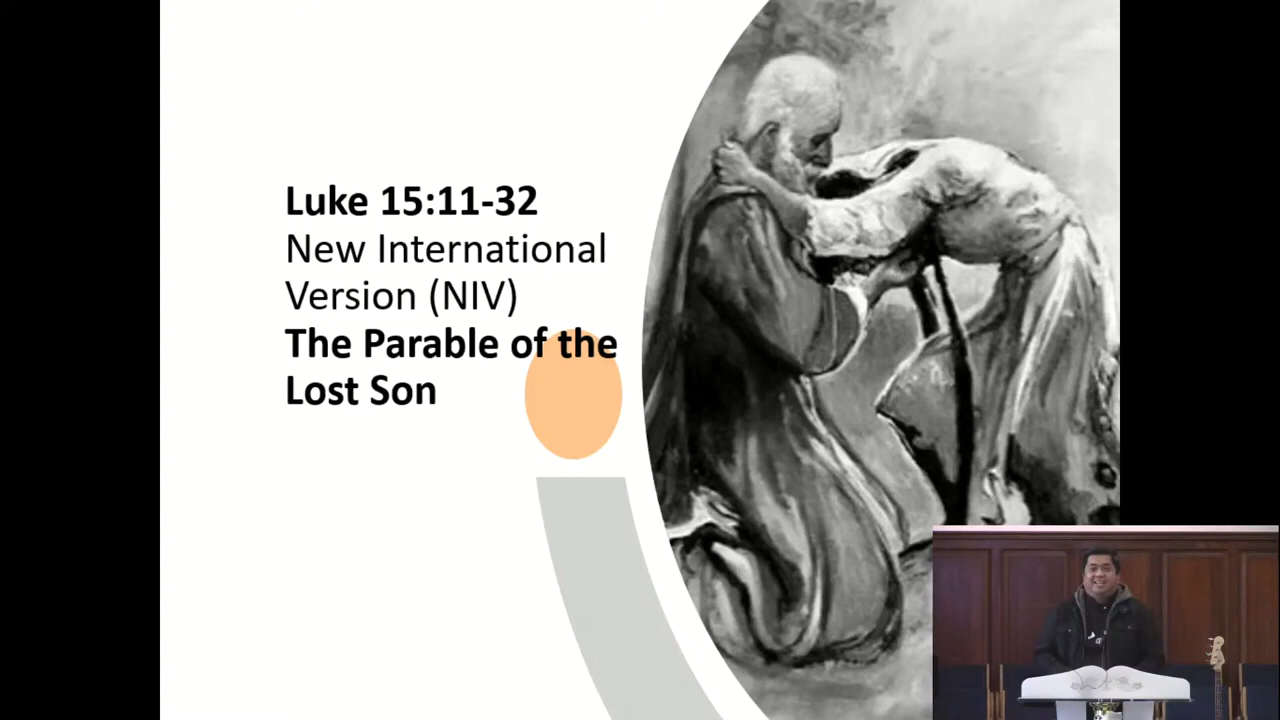 Luke 15:11-32
New International
Version (NIV)
The Parable of the
Lost Son